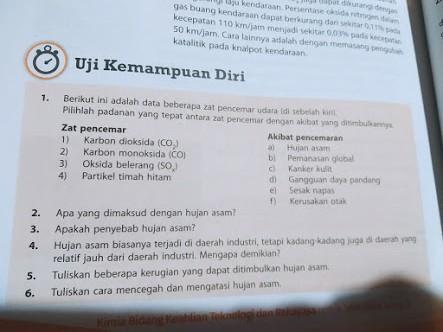 dapat dikurangi dengan
laju kendaraan. Persentase oksida nitrogen dalam
gas buang kendaraan dapat berkurang dari sekitar 0,11% pada
kecepatan 110 km/jam menjadi sekitar 0,03% pada kecepatan
50 km/jam. Cara lainnya adalah dengan memasang pengubah
katalitik pada knalpot kendaraan.
Uji Kemampuan Diri
1. Berikut ini adalah data beberapa zat pencemar udara (di sebelah kiri).
Pilihlah padanan yang tepat antara zat pencemar dengan akibat yang ditimbulkannya.
Zat pencemar
1) Karbon dioksida (CO₂)
2) Karbon monoksida (CO)
3) Oksida belerang (SOₓ)
4) Partikel timah hitam
Akibat pencemaran
a) Hujan asam
b) Pemanasan global
c) Kanker kulit
d) Gangguan daya pandang
e) Sesak napas
f) Kerusakan otak
2. Apa yang dimaksud dengan hujan asam?
3. Apakah penyebab hujan asam?
4. Hujan asam biasanya terjadi di daerah industri, tetapi kadang-kadang juga di daerah yang
relatif jauh dari daerah industri. Mengapa demikian?
5. Tuliskan beberapa kerugian yang dapat ditimbulkan hujan asam.
6. Tuliskan cara mencegah dan mengatasi hujan asam.
Kimia Bidang Keahlian Teknologi dan Rekayasa